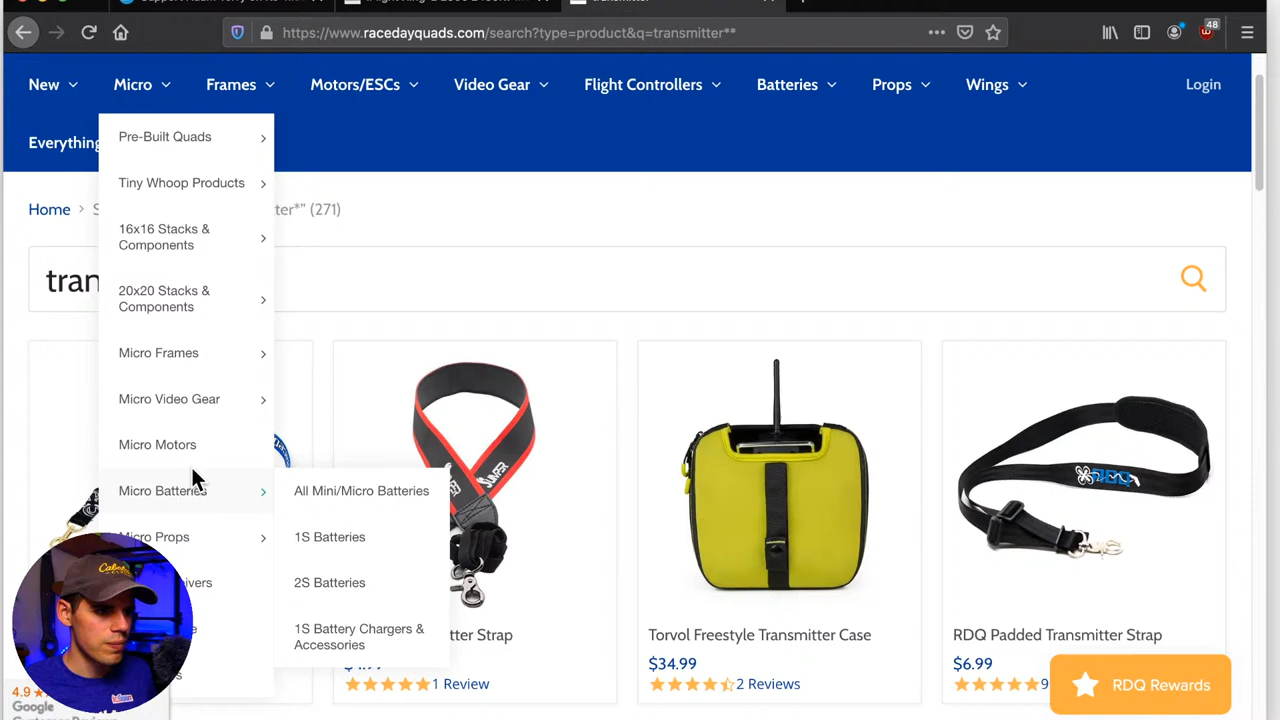 https://www.racedayquads.com/search?type=product&q=transmitter**
48
New
Micro
Frames
Motors/ESCs
Video Gear
Flight Controllers
Batteries
Props
Wings
Login
Everything
Pre-Built Quads
Tiny Whoop Products
16x16 Stacks &
Components
20x20 Stacks &
Components
Micro Frames
Micro Video Gear
Micro Motors
Micro Batteries
Micro Props
All Mini/Micro Batteries
1S Batteries
2S Batteries
1S Battery Chargers &
Accessories
Home
(271)
tran
Torvol Freestyle Transmitter Case
$34.99
2 Reviews
Strap
1 Review
RDQ Padded Transmitter Strap
$6.99
9
RDQ Rewards
4.9
Google